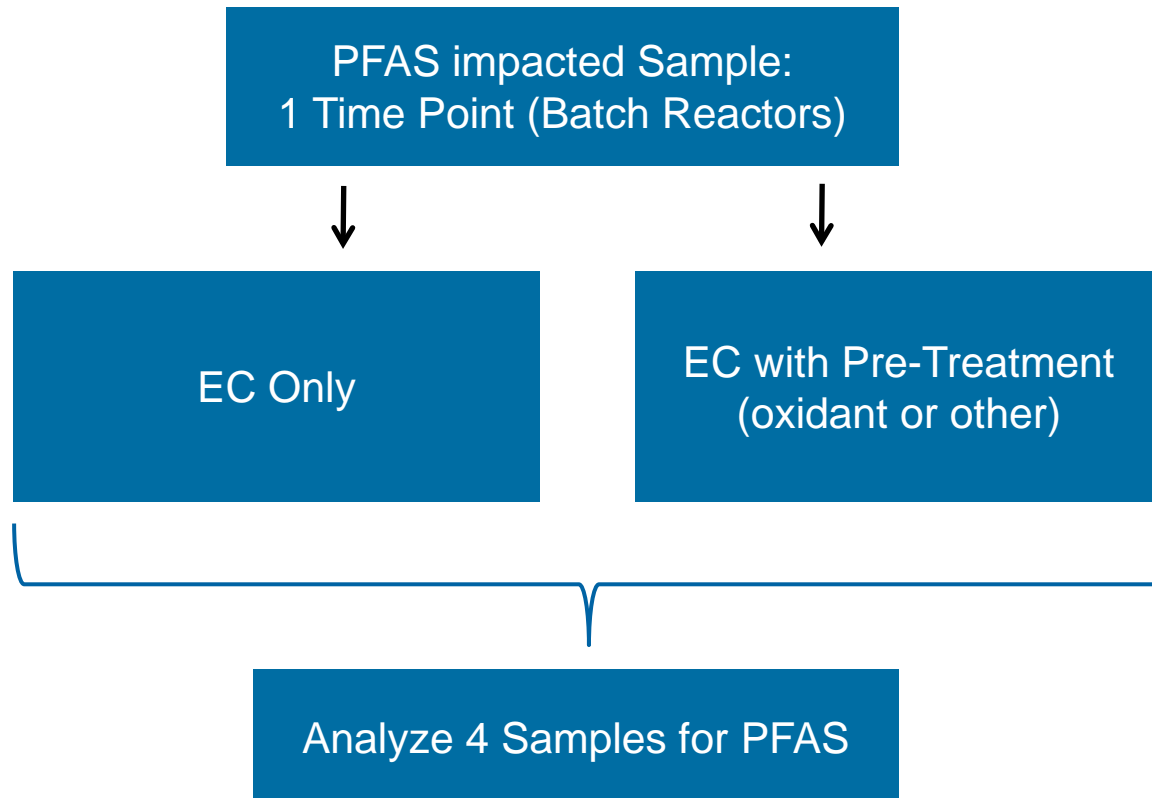 PFAS impacted Sample:
1 Time Point (Batch Reactors)
EC Only
EC with Pre-Treatment
(oxidant or other)
Analyze 4 Samples for PFAS